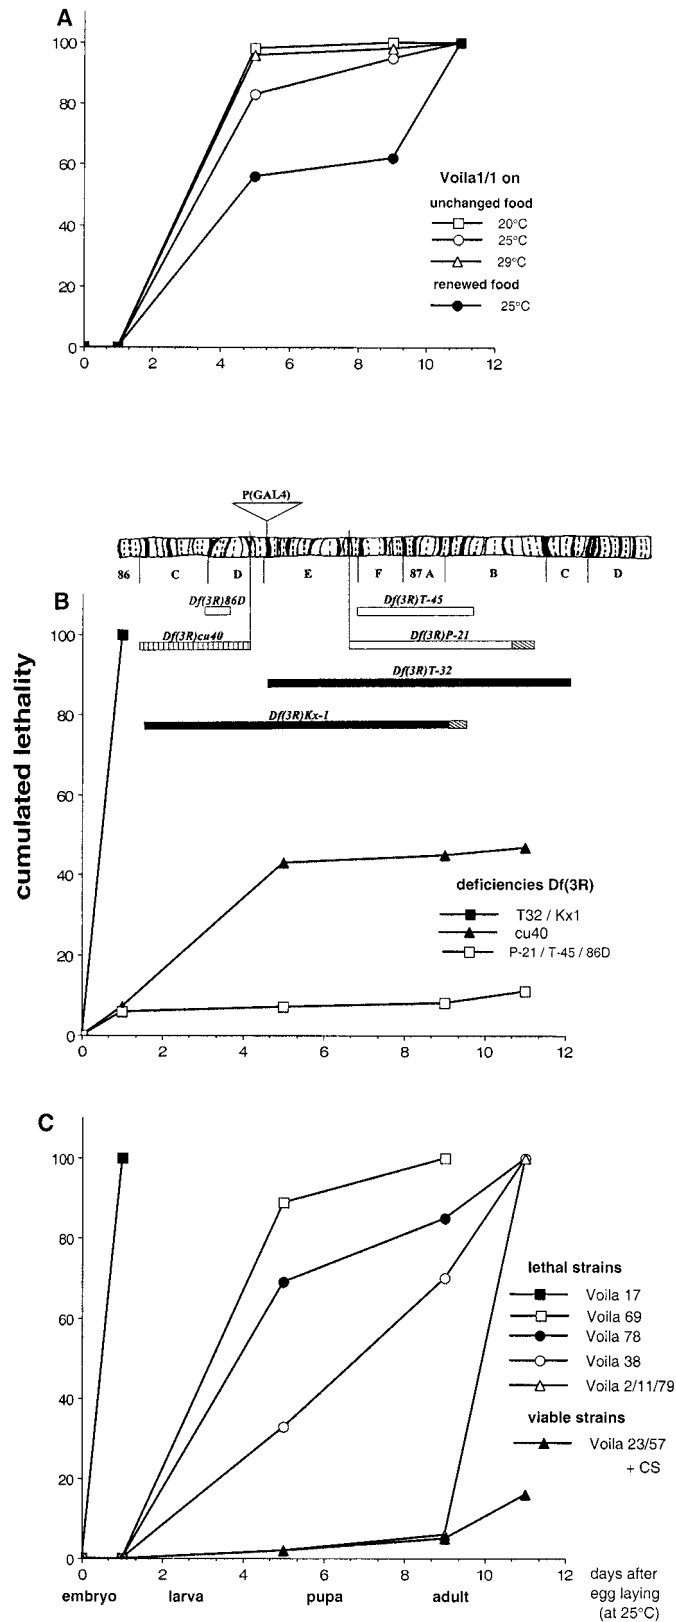 A
100
80
60
40
20
0
0 2 4 6 8 10 12
Voila1/1 on
unchanged food
20°C
25°C
29°C
renewed food
25°C
P(GAL4)
86 C D E F 87 A B C D
B
Df(3R)86D Df(3R)T-45
Df(3R)cu40 Df(3R)P-21
Df(3R)T-32
Df(3R)Kx-1
cumulated lethality
100
80
60
40
20
0
0 2 4 6 8 10 12
deficiencies Df(3R)
T32 / Kx1
cu40
P-21 / T-45 / 86D
C
100
80
60
40
20
0
0 2 4 6 8 10 12
embryo larva pupa adult
days after
egg laying
(at 25°C)
lethal strains
Voila 17
Voila 69
Voila 78
Voila 38
Voila 2/11/79
viable strains
Voila 23/57
+ CS